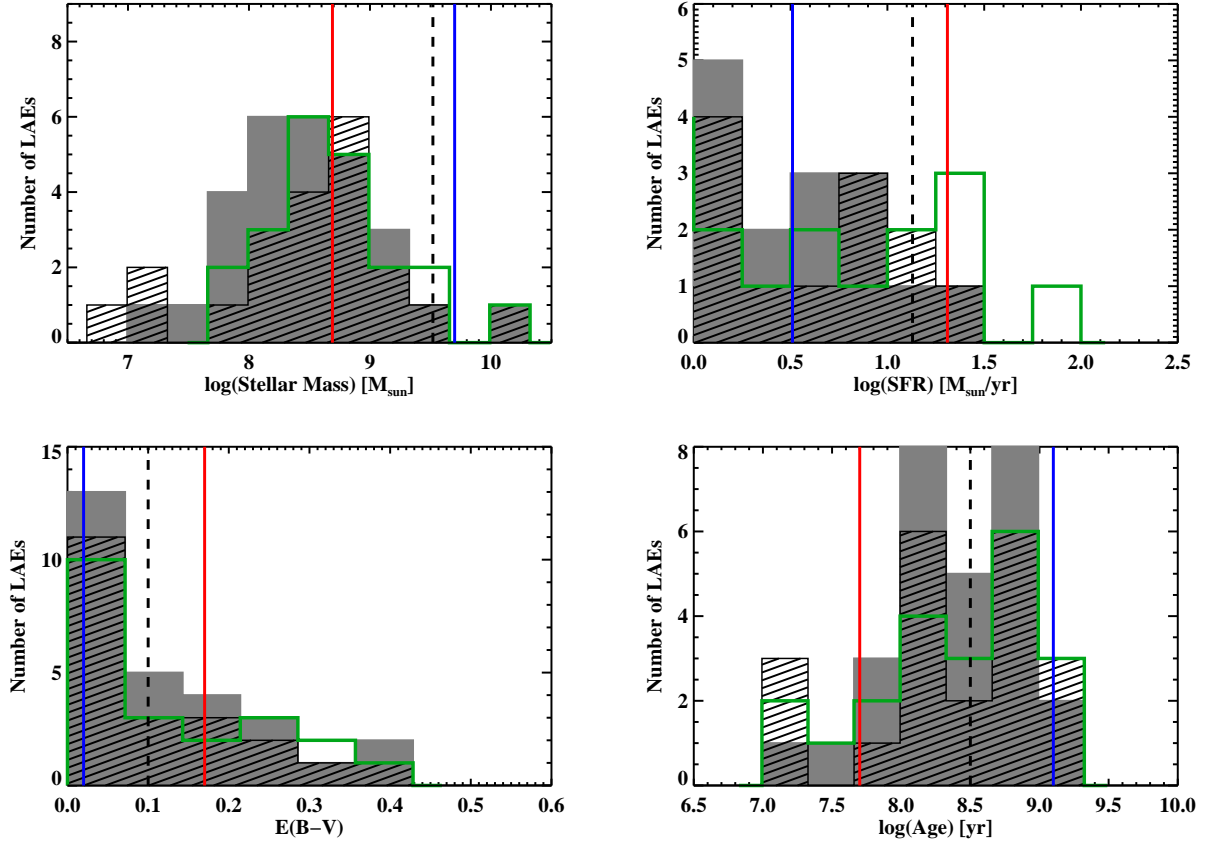 Number of LAEs
8
6
4
2
0
7 8 9 10
log(Stellar Mass) [M_sun]
Number of LAEs
6
5
4
3
2
1
0
0.0 0.5 1.0 1.5 2.0 2.5
log(SFR) [M_sun/yr]
Number of LAEs
15
10
5
0
0.0 0.1 0.2 0.3 0.4 0.5 0.6
E(B−V)
Number of LAEs
8
6
4
2
0
6.5 7.0 7.5 8.0 8.5 9.0 9.5 10.0
log(Age) [yr]